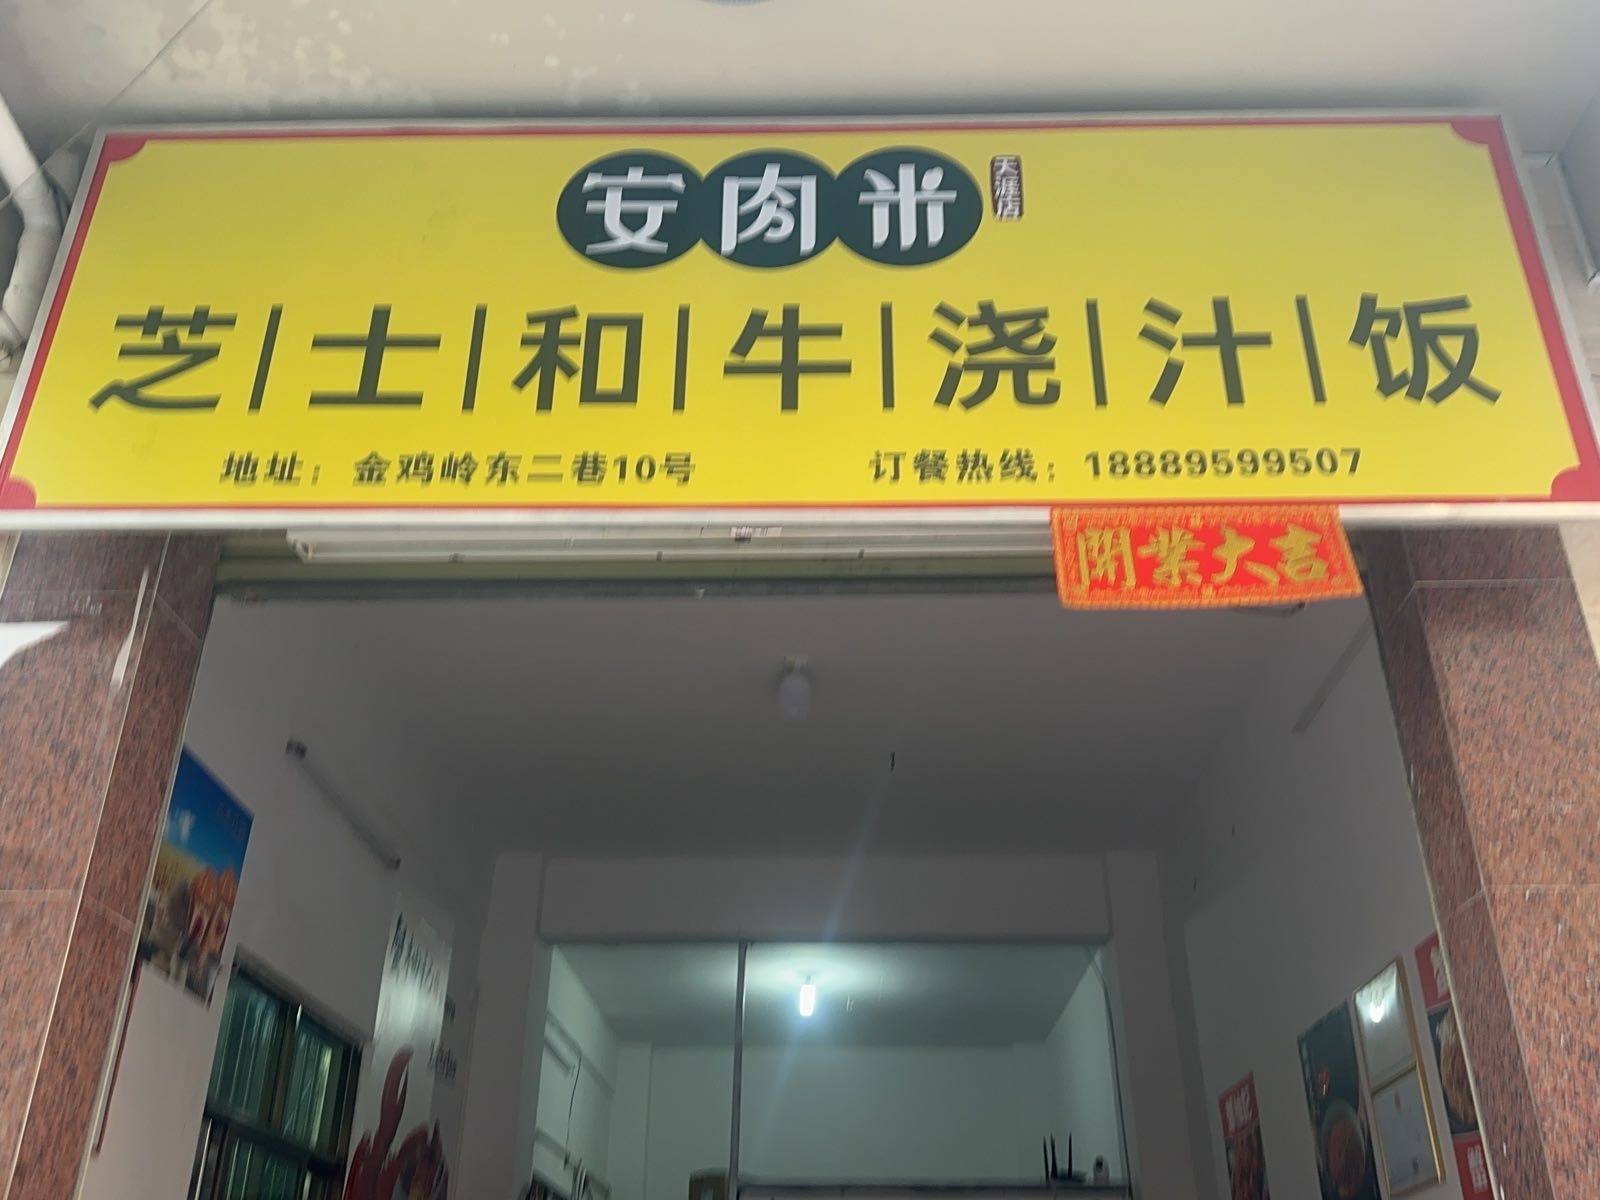 安肉米
天涯店
芝|士|和|牛|浇|汁|饭
地址：金鸡岭东二巷10号
订餐热线：18889599507
開業大吉